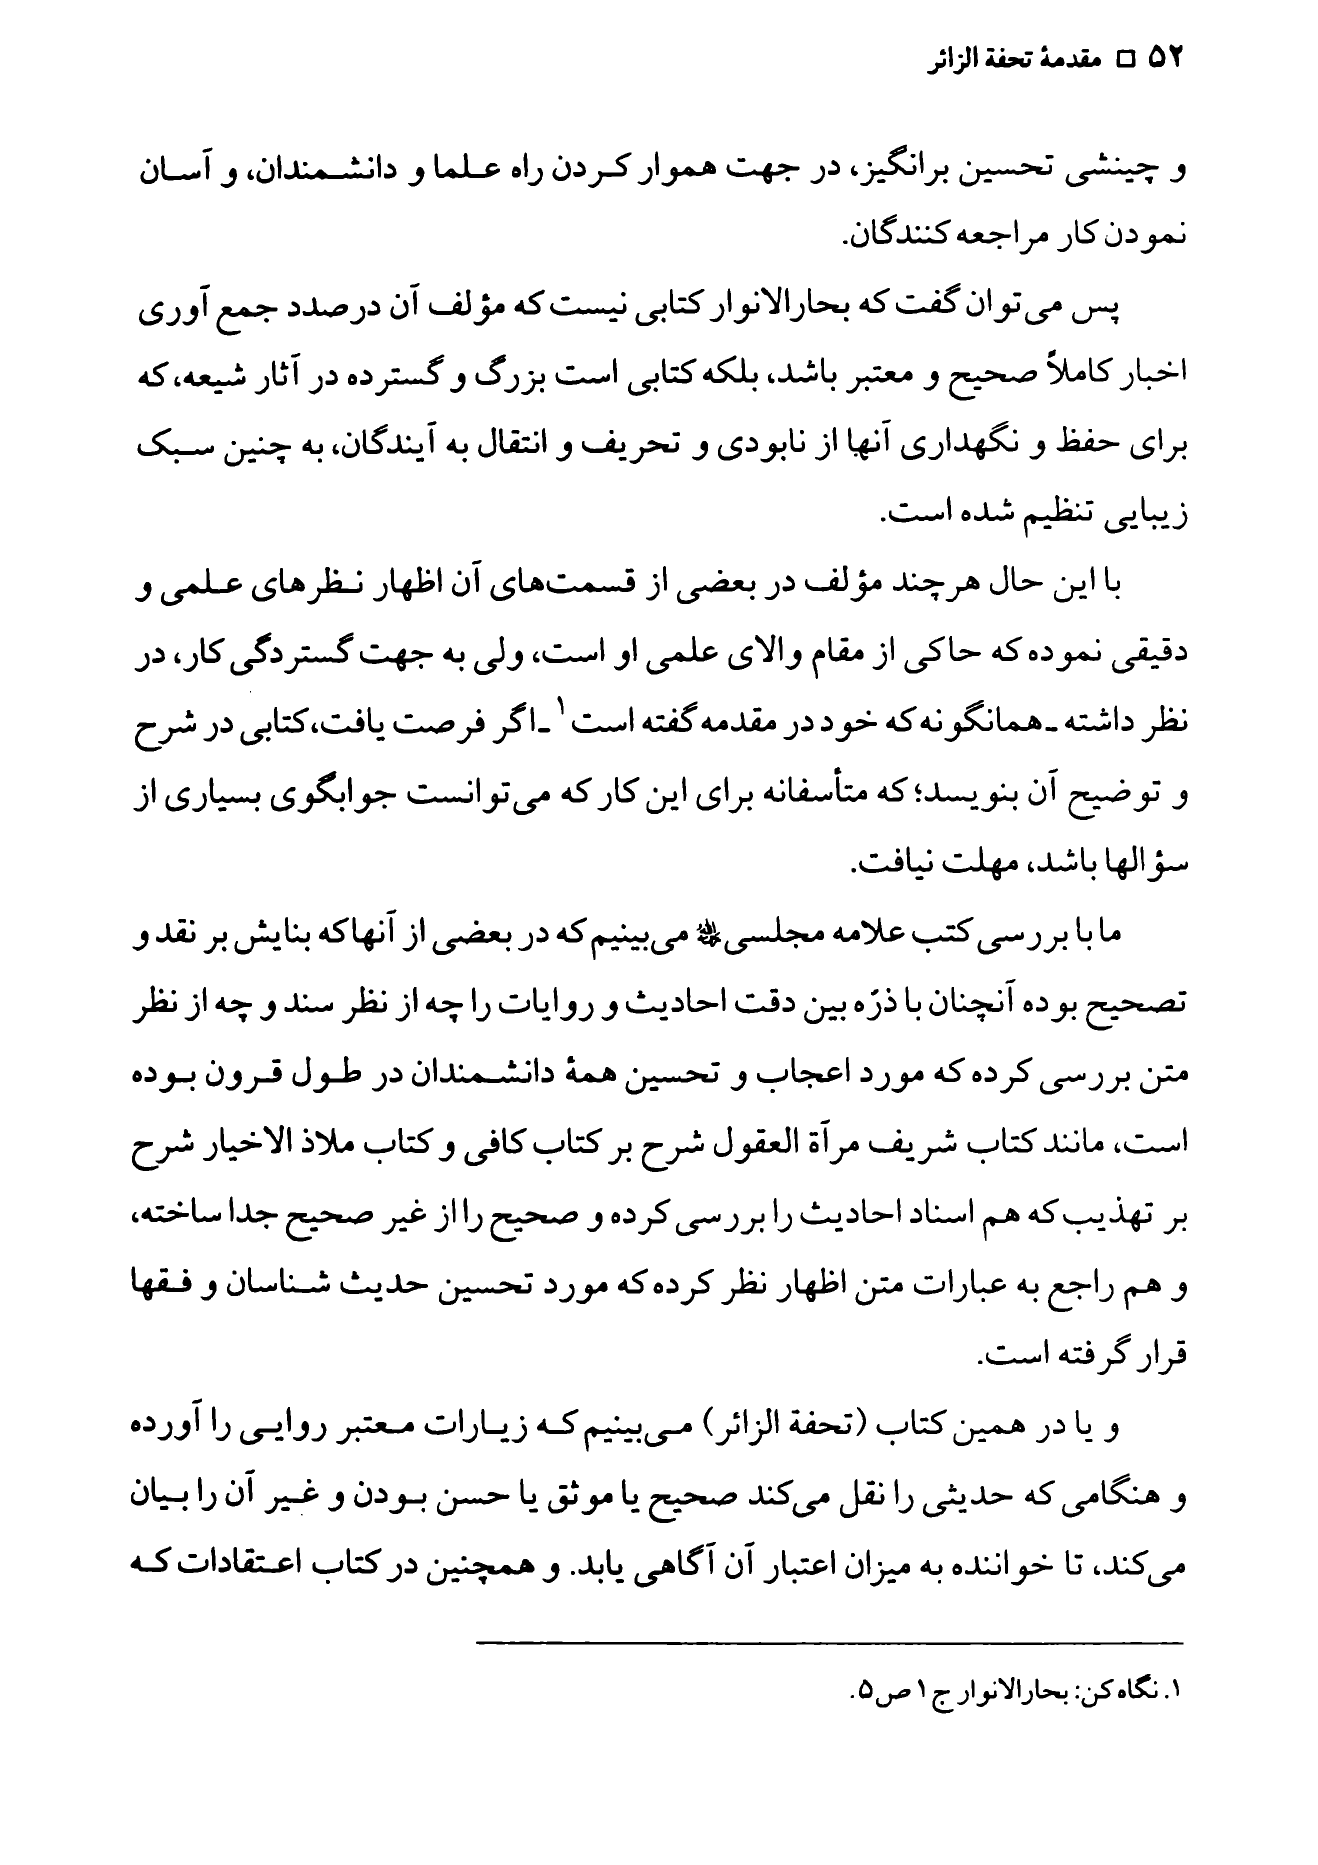 ۵۲ □ مقدمهٔ تحفة الزائر
و چینشی تحسین برانگیز، در جهت هموار کردن راه علما و دانشمندان، و آسان
نمودن کار مراجعه کنندگان.
پس می‌توان گفت که بحارالانوار کتابی نیست که مؤلف آن درصدد جمع آوری
اخبار کاملاً صحیح و معتبر باشد، بلکه کتابی است بزرگ و گسترده در آثار شیعه، که
برای حفظ و نگهداری آنها از نابودی و تحریف و انتقال به آیندگان، به چنین سبک
زیبایی تنظیم شده است.
با این حال هرچند مؤلف در بعضی از قسمت‌های آن اظهار نظرهای علمی و
دقیقی نموده که حاکی از مقام والای علمی او است، ولی به جهت گستردگی کار، در
نظر داشته ـ همانگونه که خود در مقدمه گفته است۱ ـ اگر فرصت یافت، کتابی در شرح
و توضیح آن بنویسد؛ که متأسفانه برای این کار که می‌توانست جوابگوی بسیاری از
سؤالها باشد، مهلت نیافت.
ما با بررسی کتب علامه مجلسی می‌بینیم که در بعضی از آنها که بنایش بر نقد و
تصحیح بوده آنچنان با ذرّه بین دقت احادیث و روایات را چه از نظر سند و چه از نظر
متن بررسی کرده که مورد اعجاب و تحسین همهٔ دانشمندان در طول قرون بوده
است، مانند کتاب شریف مرآة العقول شرح بر کتاب کافی و کتاب ملاذ الاخیار شرح
بر تهذیب که هم اسناد احادیث را بررسی کرده و صحیح را از غیر صحیح جدا ساخته،
و هم راجع به عبارات متن اظهار نظر کرده که مورد تحسین حدیث شناسان و فقها
قرار گرفته است.
و یا در همین کتاب (تحفة الزائر) می‌بینیم که زیارات معتبر روایی را آورده
و هنگامی که حدیثی را نقل می‌کند صحیح یا موثق یا حسن بودن و غیر آن را بیان
می‌کند، تا خواننده به میزان اعتبار آن آگاهی یابد. و همچنین در کتاب اعتقادات که
۱. نگاه کن: بحارالانوار ج ۱ ص ۵.